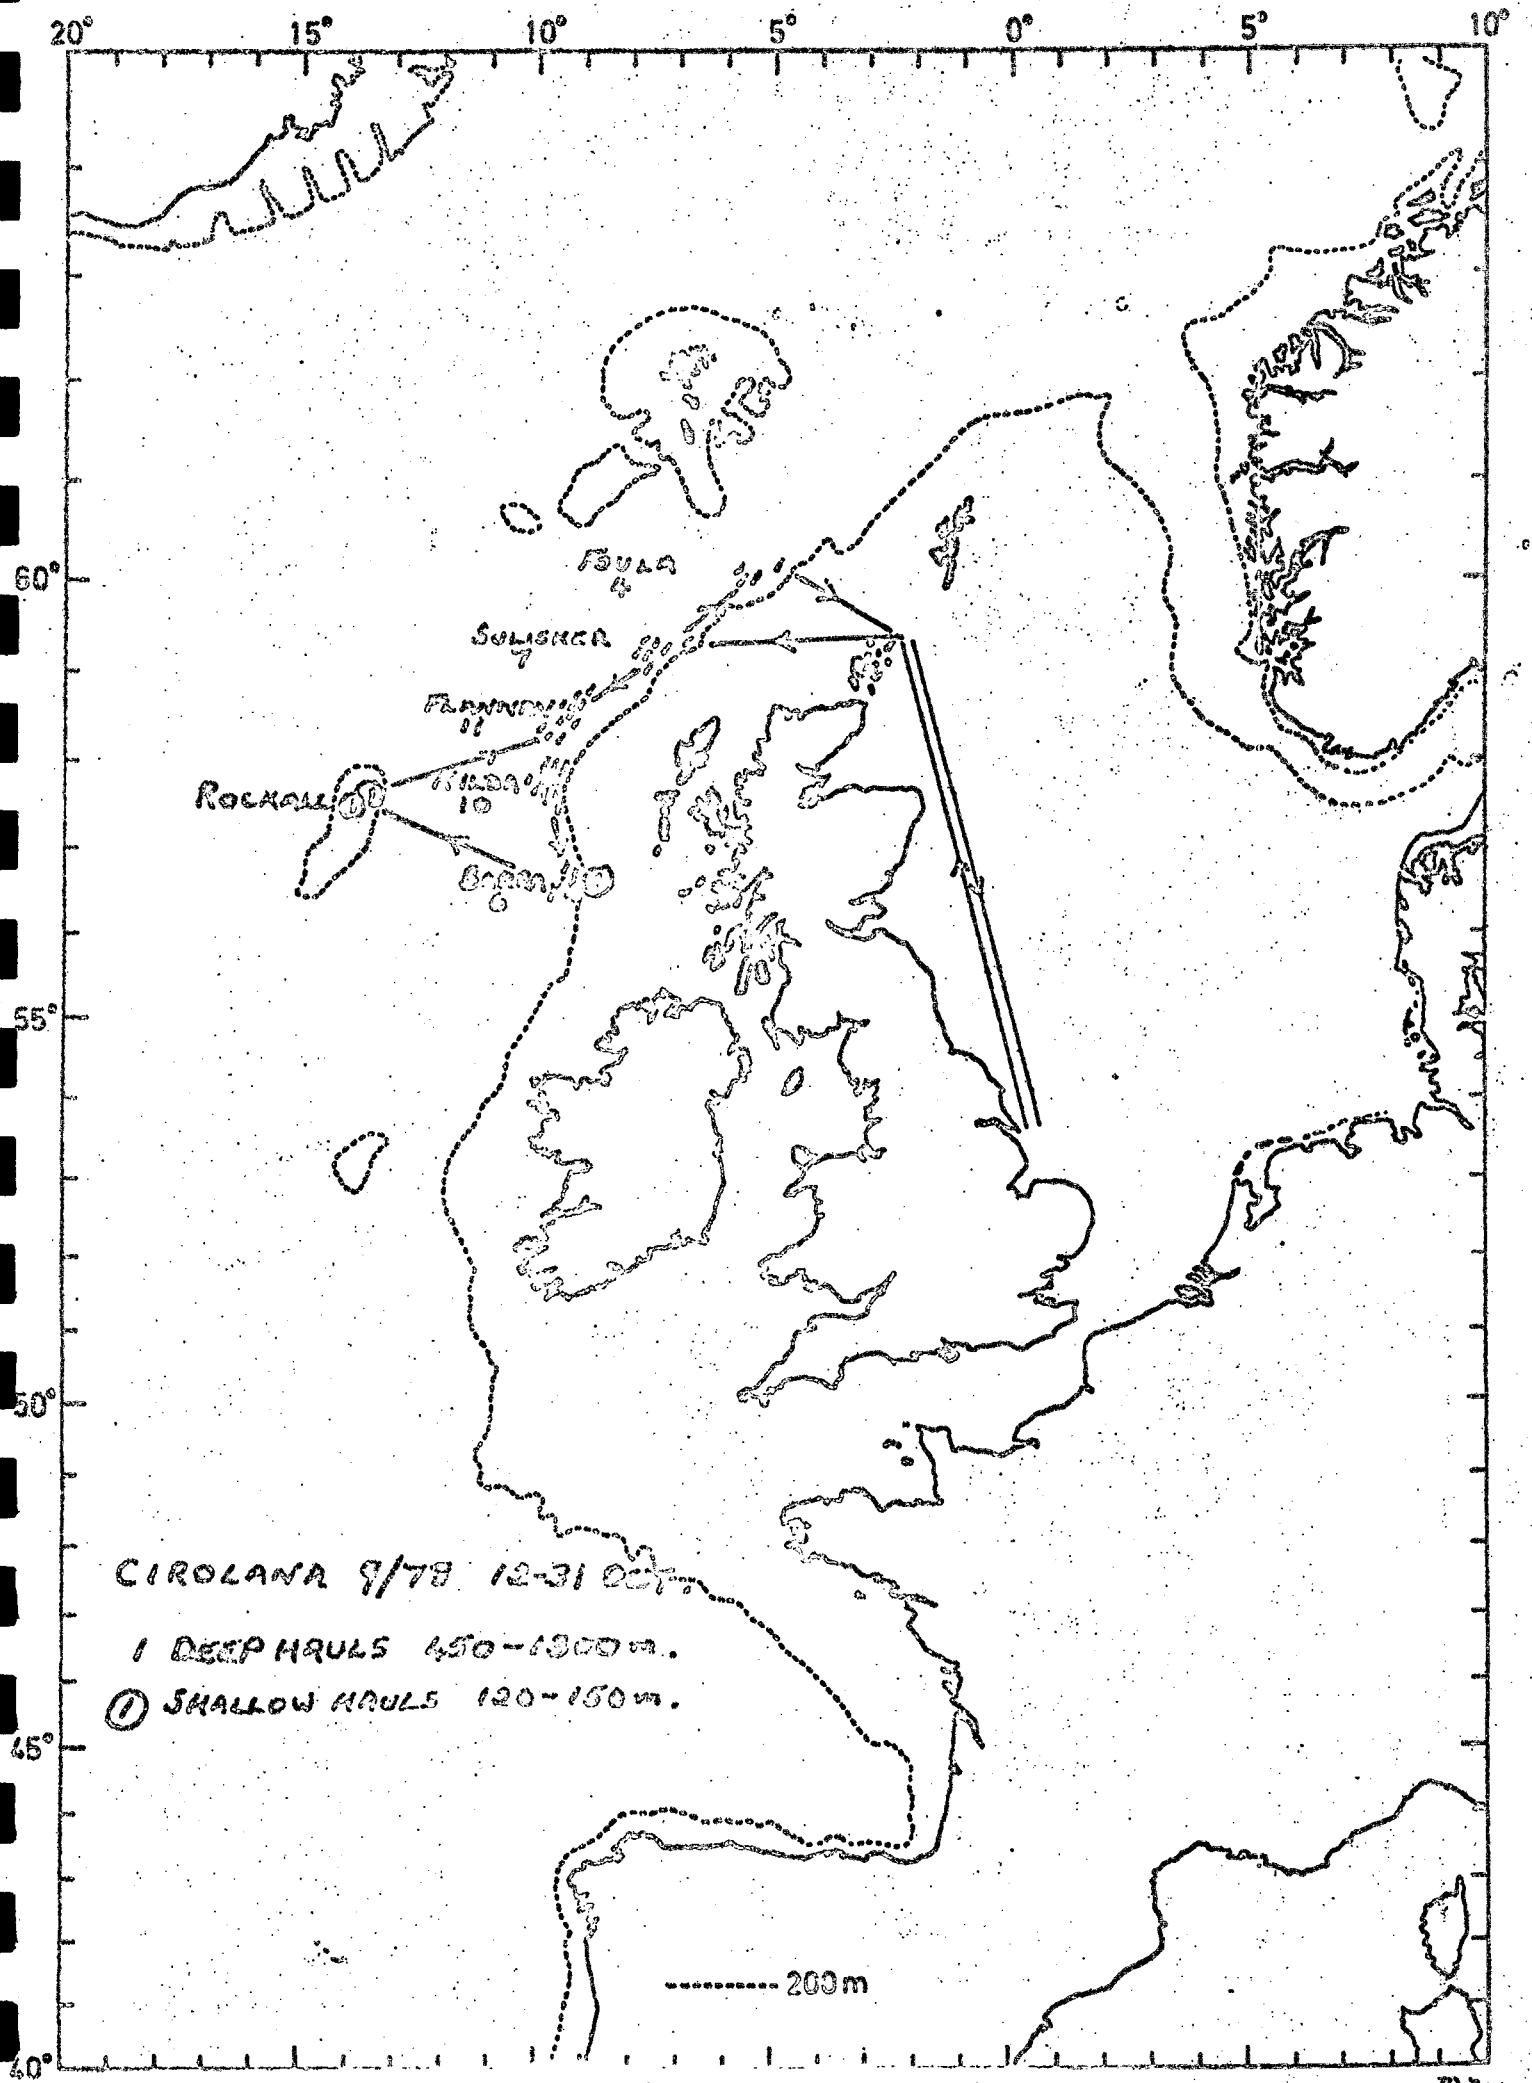 20° 15° 10° 5° 0° 5° 10°
60°
FOULA
4
SULISKER
7
FLANNAN
11
ROCKALL
KILDA
10
BARRA
6
55°
50°
CIROLANA 9/78 12-31 OCT.
1 DEEP HAULS 450-1300m.
1 SHALLOW HAULS 120-150m.
45°
200m
40°